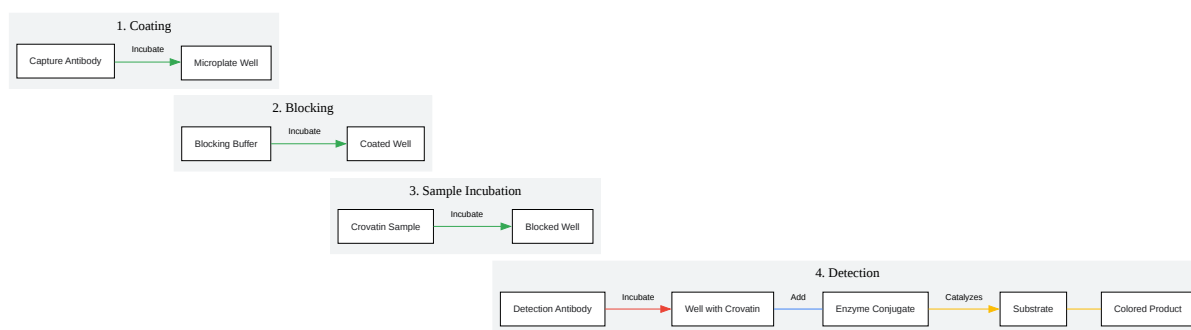 1. Coating
Incubate
Capture Antibody
Microplate Well
2. Blocking
Incubate
Blocking Buffer
Coated Well
3. Sample Incubation
Incubate
Crovatin Sample
Blocked Well
4. Detection
Incubate
Add
Catalyzes
Detection Antibody
Well with Crovatin
Enzyme Conjugate
Substrate
Colored Product